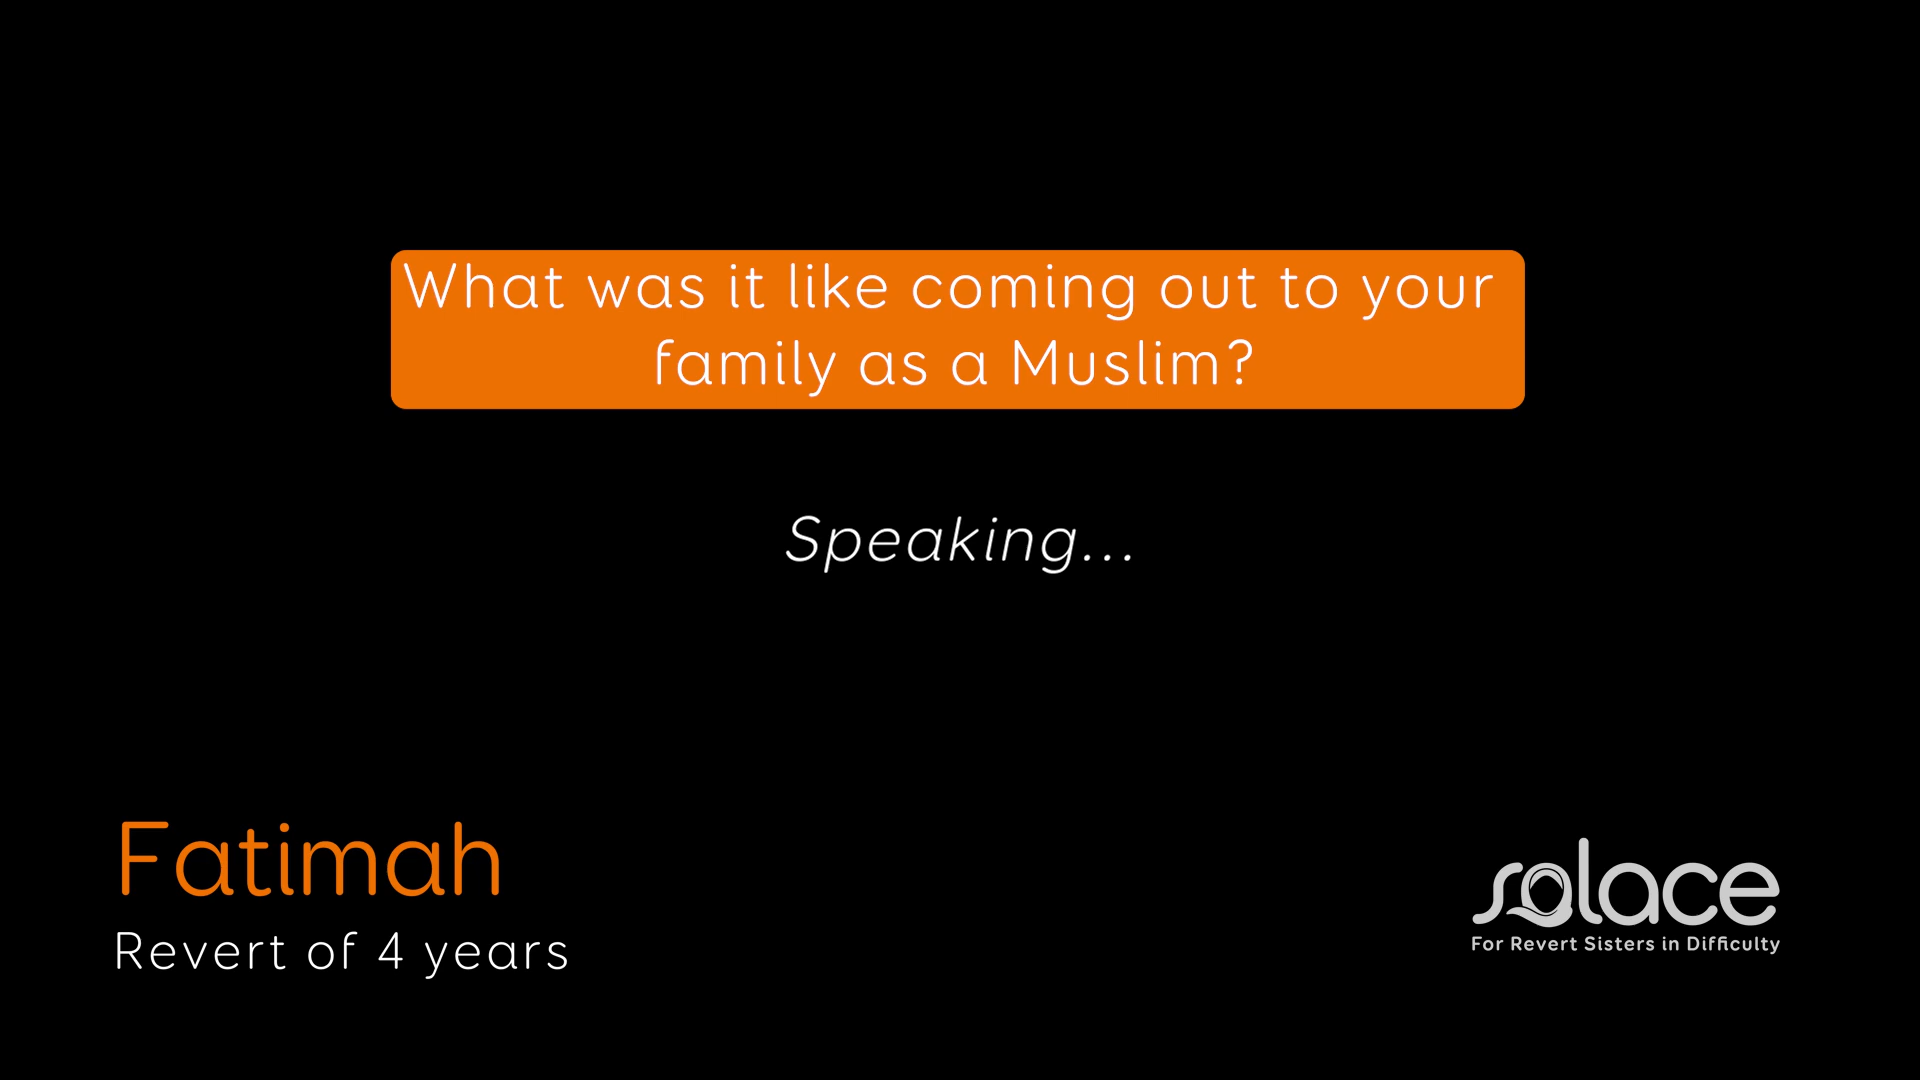 What was it like coming out to your
family as a Muslim?
Speaking...
Fatimah
Revert of 4 years
solace
For Revert Sisters in Difficulty